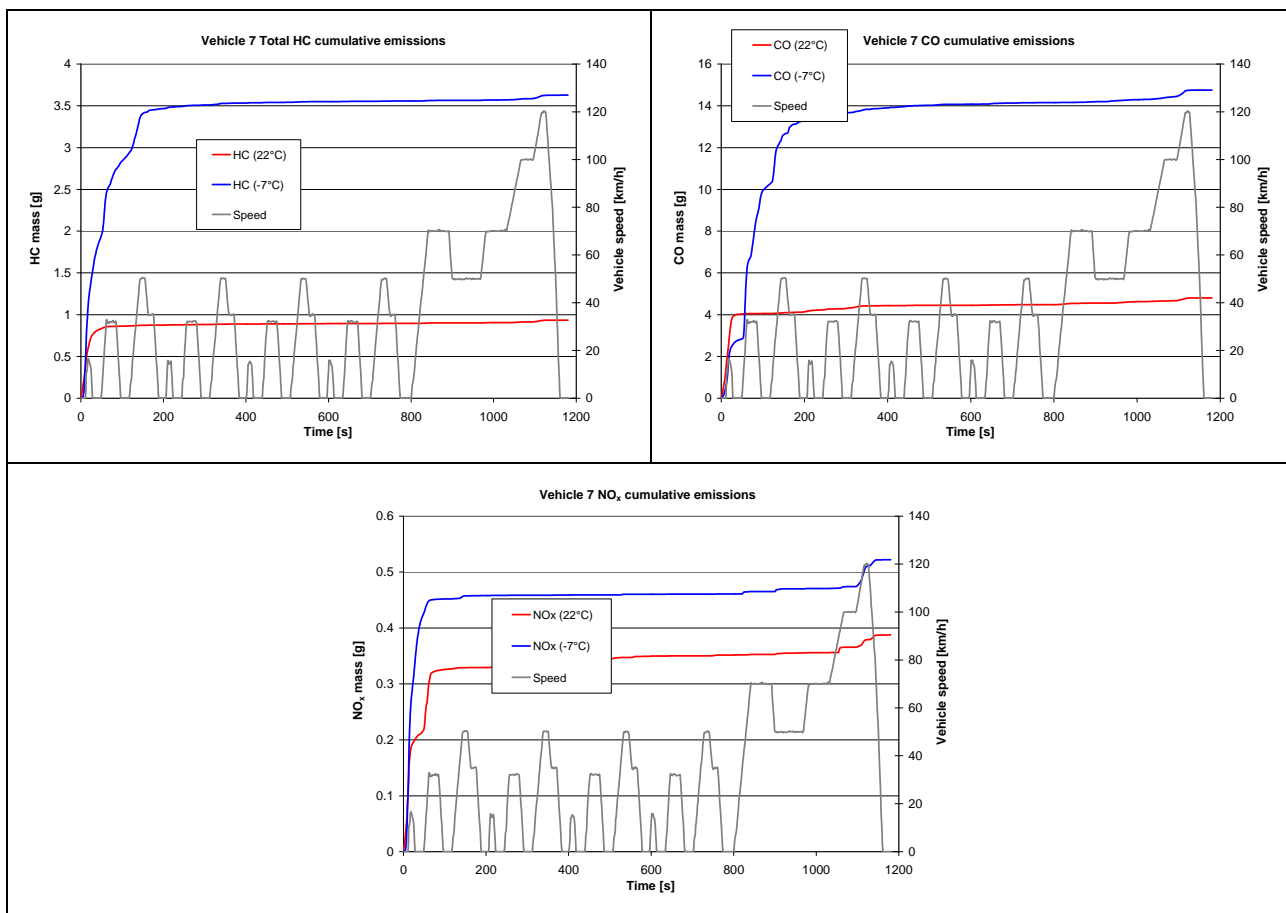 Vehicle 7 Total HC cumulative emissions
4
3.5
3
2.5
2
1.5
1
0.5
0
HC mass [g]
HC (22°C)
HC (-7°C)
Speed
140
120
100
80
60
40
20
0
Vehicle speed [km/h]
0 200 400 600 800 1000 1200
Time [s]
Vehicle 7 CO cumulative emissions
16
14
12
10
8
6
4
2
0
CO mass [g]
CO (22°C)
CO (-7°C)
Speed
140
120
100
80
60
40
20
0
Vehicle speed [km/h]
0 200 400 600 800 1000 1200
Time [s]
Vehicle 7 NOx cumulative emissions
0.6
0.5
0.4
0.3
0.2
0.1
0
NOx mass [g]
NOx (22°C)
NOx (-7°C)
Speed
140
120
100
80
60
40
20
0
Vehicle speed [km/h]
0 200 400 600 800 1000 1200
Time [s]